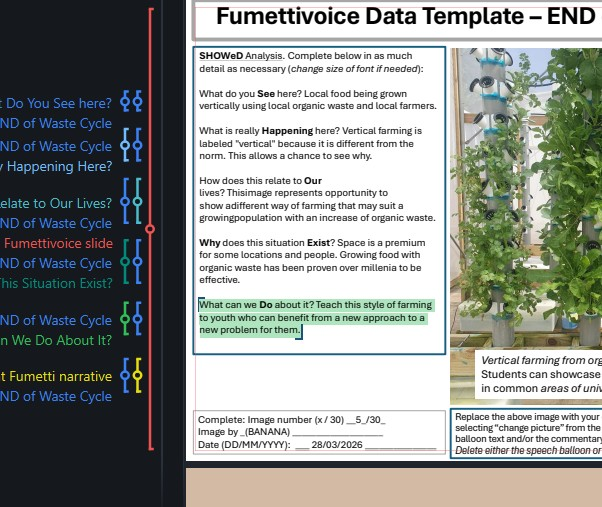 Fumettivoice Data Template – END
t Do You See here?
END of Waste Cycle
END of Waste Cycle
y Happening Here?
Relate to Our Lives?
END of Waste Cycle
Fumettivoice slide
END of Waste Cycle
This Situation Exist?
END of Waste Cycle
n We Do About It?
t Fumetti narrative
END of Waste Cycle
SHOWeD Analysis. Complete below in as much
detail as necessary (change size of font if needed):
What do you See here? Local food being grown
vertically using local organic waste and local farmers.
What is really Happening here? Vertical farming is
labeled "vertical" because it is different from the
norm. This allows a chance to see why.
How does this relate to Our
lives? Thisimage represents opportunity to
show adifferent way of farming that may suit a
growingpopulation with an increase of organic waste.
Why does this situation Exist? Space is a premium
for some locations and people. Growing food with
organic waste has been proven over millenia to be
effective.
What can we Do about it? Teach this style of farming
to youth who can benefit from a new approach to a
new problem for them.
Complete: Image number (x / 30) __5_/30_
Image by _(BANANA) ____________________
Date (DD/MM/YYYY): ___ 28/03/2026 ________________
Vertical farming from org
Students can showcase
in common areas of univ
Replace the above image with your
selecting “change picture” from the
balloon text and/or the commentary
Delete either the speech balloon or